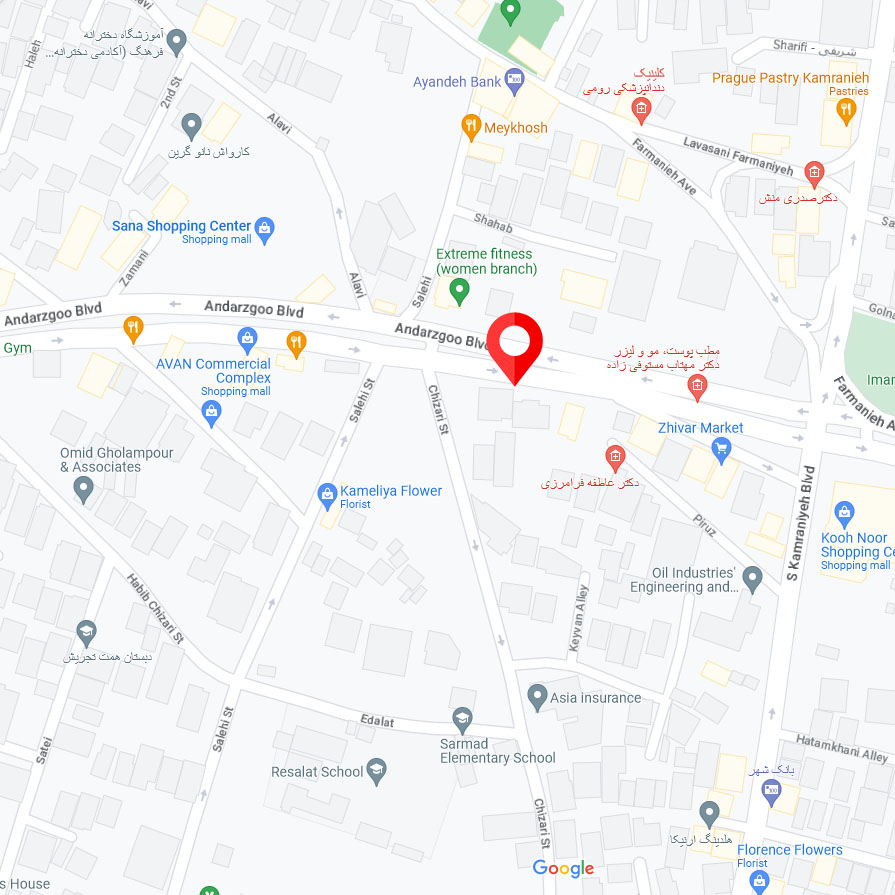 آموزشگاه دخترانه
فرهنگ (آکادمی دخترانه...
Alavi
Haleh
2nd St
Alavi
Ayandeh Bank
کلینیک
دندانپزشکی رومی
Sharifi - شریفی
Prague Pastry Kamranieh
Pastries
Meykhosh
Lavasani Farmaniyeh
Farmanieh Ave
کارواش نانو گرین
دکترصدری منش
Sana Shopping Center
Shopping mall
Shahab
Zamani
Extreme fitness
(women branch)
Alavi
Salehi
Andarzgoo Blvd
Andarzgoo Blvd
Andarzgoo Blvd
Gym
AVAN Commercial
Complex
Shopping mall
مطب پوست، مو و لیزر
دکتر مهتاب مستوفی زاده
Salehi St
Chizari St
Farmanieh A
Zhivar Market
Omid Gholampour
& Associates
دکتر عاطفه فرامرزی
Kameliya Flower
Florist
Piruz
S Kamraniyeh Blvd
Kooh Noor
Shopping Ce
Shopping mall
Oil Industries'
Engineering and...
Habib Chizari St
Keyvan Alley
دبستان همت تجریش
Asia insurance
Edalat
Salehi St
Satei
Sarmad
Elementary School
Resalat School
Hatamkhani Alley
بانک شهر
Chizari St
هلدینگ آرنیکا
Florence Flowers
Florist
Google
s House